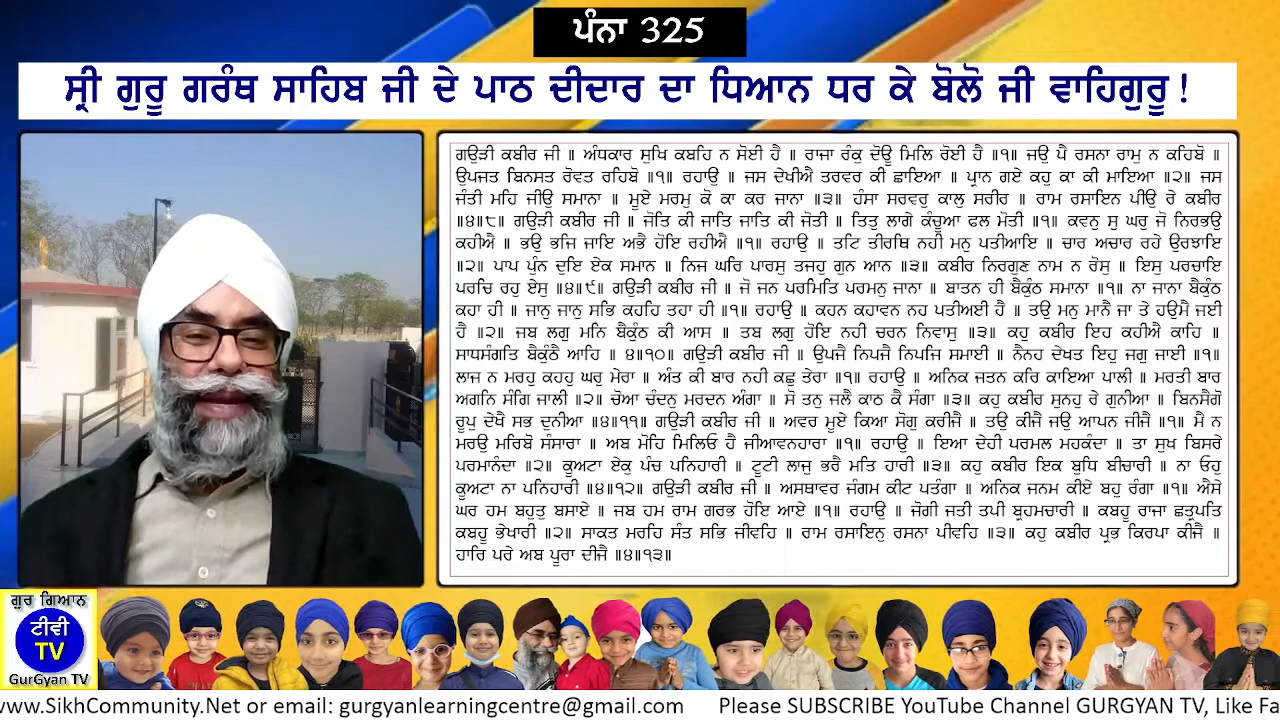 ਪੰਨਾ 325
ਸ੍ਰੀ ਗੁਰੂ ਗਰੰਥ ਸਾਹਿਬ ਜੀ ਦੇ ਪਾਠ ਦੀਦਾਰ ਦਾ ਧਿਆਨ ਧਰ ਕੇ ਬੋਲੋ ਜੀ ਵਾਹਿਗੁਰੂ !
ਗਉੜੀ ਕਬੀਰ ਜੀ ॥ ਅੰਧਕਾਰ ਸੁਖਿ ਕਬਹਿ ਨ ਸੋਈ ਹੈ ॥ ਰਾਜਾ ਰੰਕੁ ਦੋਊ ਮਿਲਿ ਰੋਈ ਹੈ ॥੧॥ ਜਉ ਪੈ ਰਸਨਾ ਰਾਮੁ ਨ ਕਹਿਬੋ ॥
ਉਪਜਤ ਬਿਨਸਤ ਰੋਵਤ ਰਹਿਬੋ ॥੧॥ ਰਹਾਉ ॥ ਜਸ ਦੇਖੀਐ ਤਰਵਰ ਕੀ ਛਾਇਆ ॥ ਪ੍ਰਾਨ ਗਏ ਕਹੁ ਕਾ ਕੀ ਮਾਇਆ ॥੨॥ ਜਸ
ਜੰਤੀ ਮਹਿ ਜੀਉ ਸਮਾਨਾ ॥ ਮੂਏ ਮਰਮੁ ਕੋ ਕਾ ਕਰ ਜਾਨਾ ॥੩॥ ਹੰਸਾ ਸਰਵਰੁ ਕਾਲੁ ਸਰੀਰ ॥ ਰਾਮ ਰਸਾਇਨ ਪੀਉ ਰੇ ਕਬੀਰ
॥੪॥੮॥ ਗਉੜੀ ਕਬੀਰ ਜੀ ॥ ਜੋਤਿ ਕੀ ਜਾਤਿ ਜਾਤਿ ਕੀ ਜੋਤੀ ॥ ਤਿਤੁ ਲਾਗੇ ਕੰਚੂਆ ਫਲ ਮੋਤੀ ॥੧॥ ਕਵਨੁ ਸੁ ਘਰੁ ਜੋ ਨਿਰਭਉ
ਕਹੀਐ ॥ ਭਉ ਭਜਿ ਜਾਇ ਅਭੈ ਹੋਇ ਰਹੀਐ ॥੧॥ ਰਹਾਉ ॥ ਤਟਿ ਤੀਰਥਿ ਨਹੀ ਮਨੁ ਪਤੀਆਇ ॥ ਚਾਰ ਅਚਾਰ ਰਹੇ ਉਰਝਾਇ
॥੨॥ ਪਾਪ ਪੁੰਨ ਦੁਇ ਏਕ ਸਮਾਨ ॥ ਨਿਜ ਘਰਿ ਪਾਰਸੁ ਤਜਹੁ ਗੁਨ ਆਨ ॥੩॥ ਕਬੀਰ ਨਿਰਗੁਣ ਨਾਮ ਨ ਰੋਸੁ ॥ ਇਸੁ ਪਰਚਾਇ
ਪਰਚਿ ਰਹੁ ਏਸੁ ॥੪॥੯॥ ਗਉੜੀ ਕਬੀਰ ਜੀ ॥ ਜੋ ਜਨ ਪਰਮਿਤਿ ਪਰਮਨੁ ਜਾਨਾ ॥ ਬਾਤਨ ਹੀ ਬੈਕੁੰਠ ਸਮਾਨਾ ॥੧॥ ਨਾ ਜਾਨਾ ਬੈਕੁੰਠ
ਕਹਾ ਹੀ ॥ ਜਾਨੁ ਜਾਨੁ ਸਭਿ ਕਹਹਿ ਤਹਾ ਹੀ ॥੧॥ ਰਹਾਉ ॥ ਕਹਨ ਕਹਾਵਨ ਨਹ ਪਤੀਅਈ ਹੈ ॥ ਤਉ ਮਨੁ ਮਾਨੈ ਜਾ ਤੇ ਹਉਮੈ ਜਈ
ਹੈ ॥੨॥ ਜਬ ਲਗੁ ਮਨਿ ਬੈਕੁੰਠ ਕੀ ਆਸ ॥ ਤਬ ਲਗੁ ਹੋਇ ਨਹੀ ਚਰਨ ਨਿਵਾਸੁ ॥੩॥ ਕਹੁ ਕਬੀਰ ਇਹ ਕਹੀਐ ਕਾਹਿ ॥
ਸਾਧਸੰਗਤਿ ਬੈਕੁੰਠੈ ਆਹਿ ॥ ੪॥੧੦॥ ਗਉੜੀ ਕਬੀਰ ਜੀ ॥ ਉਪਜੈ ਨਿਪਜੈ ਨਿਪਜਿ ਸਮਾਈ ॥ ਨੈਨਹ ਦੇਖਤ ਇਹੁ ਜਗੁ ਜਾਈ ॥੧॥
ਲਾਜ ਨ ਮਰਹੁ ਕਹਹੁ ਘਰੁ ਮੇਰਾ ॥ ਅੰਤ ਕੀ ਬਾਰ ਨਹੀ ਕਛੁ ਤੇਰਾ ॥੧॥ ਰਹਾਉ ॥ ਅਨਿਕ ਜਤਨ ਕਰਿ ਕਾਇਆ ਪਾਲੀ ॥ ਮਰਤੀ ਬਾਰ
ਅਗਨਿ ਸੰਗਿ ਜਾਲੀ ॥੨॥ ਚੋਆ ਚੰਦਨੁ ਮਰਦਨ ਅੰਗਾ ॥ ਸੋ ਤਨੁ ਜਲੈ ਕਾਠ ਕੈ ਸੰਗਾ ॥੩॥ ਕਹੁ ਕਬੀਰ ਸੁਨਹੁ ਰੇ ਗੁਨੀਆ ॥ ਬਿਨਸੈਗੋ
ਰੂਪੁ ਦੇਖੈ ਸਭ ਦੁਨੀਆ ॥੪॥੧੧॥ ਗਉੜੀ ਕਬੀਰ ਜੀ ॥ ਅਵਰ ਮੂਏ ਕਿਆ ਸੋਗੁ ਕਰੀਜੈ ॥ ਤਉ ਕੀਜੈ ਜਉ ਆਪਨ ਜੀਜੈ ॥੧॥ ਮੈ ਨ
ਮਰਉ ਮਰਿਬੋ ਸੰਸਾਰਾ ॥ ਅਬ ਮੋਹਿ ਮਿਲਿਓ ਹੈ ਜੀਆਵਨਹਾਰਾ ॥੧॥ ਰਹਾਉ ॥ ਇਆ ਦੇਹੀ ਪਰਮਲ ਮਹਕੰਦਾ ॥ ਤਾ ਸੁਖ ਬਿਸਰੇ
ਪਰਮਾਨੰਦਾ ॥੨॥ ਕੂਅਟਾ ਏਕੁ ਪੰਚ ਪਨਿਹਾਰੀ ॥ ਟੂਟੀ ਲਾਜੁ ਭਰੈ ਮਤਿ ਹਾਰੀ ॥੩॥ ਕਹੁ ਕਬੀਰ ਇਕ ਬੁਧਿ ਬੀਚਾਰੀ ॥ ਨਾ ਓਹੁ
ਕੂਅਟਾ ਨਾ ਪਨਿਹਾਰੀ ॥੪॥੧੨॥ ਗਉੜੀ ਕਬੀਰ ਜੀ ॥ ਅਸਥਾਵਰ ਜੰਗਮ ਕੀਟ ਪਤੰਗਾ ॥ ਅਨਿਕ ਜਨਮ ਕੀਏ ਬਹੁ ਰੰਗਾ ॥੧॥ ਐਸੇ
ਘਰ ਹਮ ਬਹੁਤੁ ਬਸਾਏ ॥ ਜਬ ਹਮ ਰਾਮ ਗਰਭ ਹੋਇ ਆਏ ॥੧॥ ਰਹਾਉ ॥ ਜੋਗੀ ਜਤੀ ਤਪੀ ਬ੍ਰਹਮਚਾਰੀ ॥ ਕਬਹੂ ਰਾਜਾ ਛਤ੍ਰਪਤਿ
ਕਬਹੂ ਭੇਖਾਰੀ ॥੨॥ ਸਾਕਤ ਮਰਹਿ ਸੰਤ ਸਭਿ ਜੀਵਹਿ ॥ ਰਾਮ ਰਸਾਇਨੁ ਰਸਨਾ ਪੀਵਹਿ ॥੩॥ ਕਹੁ ਕਬੀਰ ਪ੍ਰਭ ਕਿਰਪਾ ਕੀਜੈ ॥
ਹਾਰਿ ਪਰੇ ਅਬ ਪੂਰਾ ਦੀਜੈ ॥੪॥੧੩॥
ਗੁਰ ਗਿਆਨ
ਟੀਵੀ
TV
GurGyan TV
www.SikhCommunity.Net or email: gurgyanlearningcentre@gmail.com Please SUBSCRIBE YouTube Channel GURGYAN TV, Like Fa